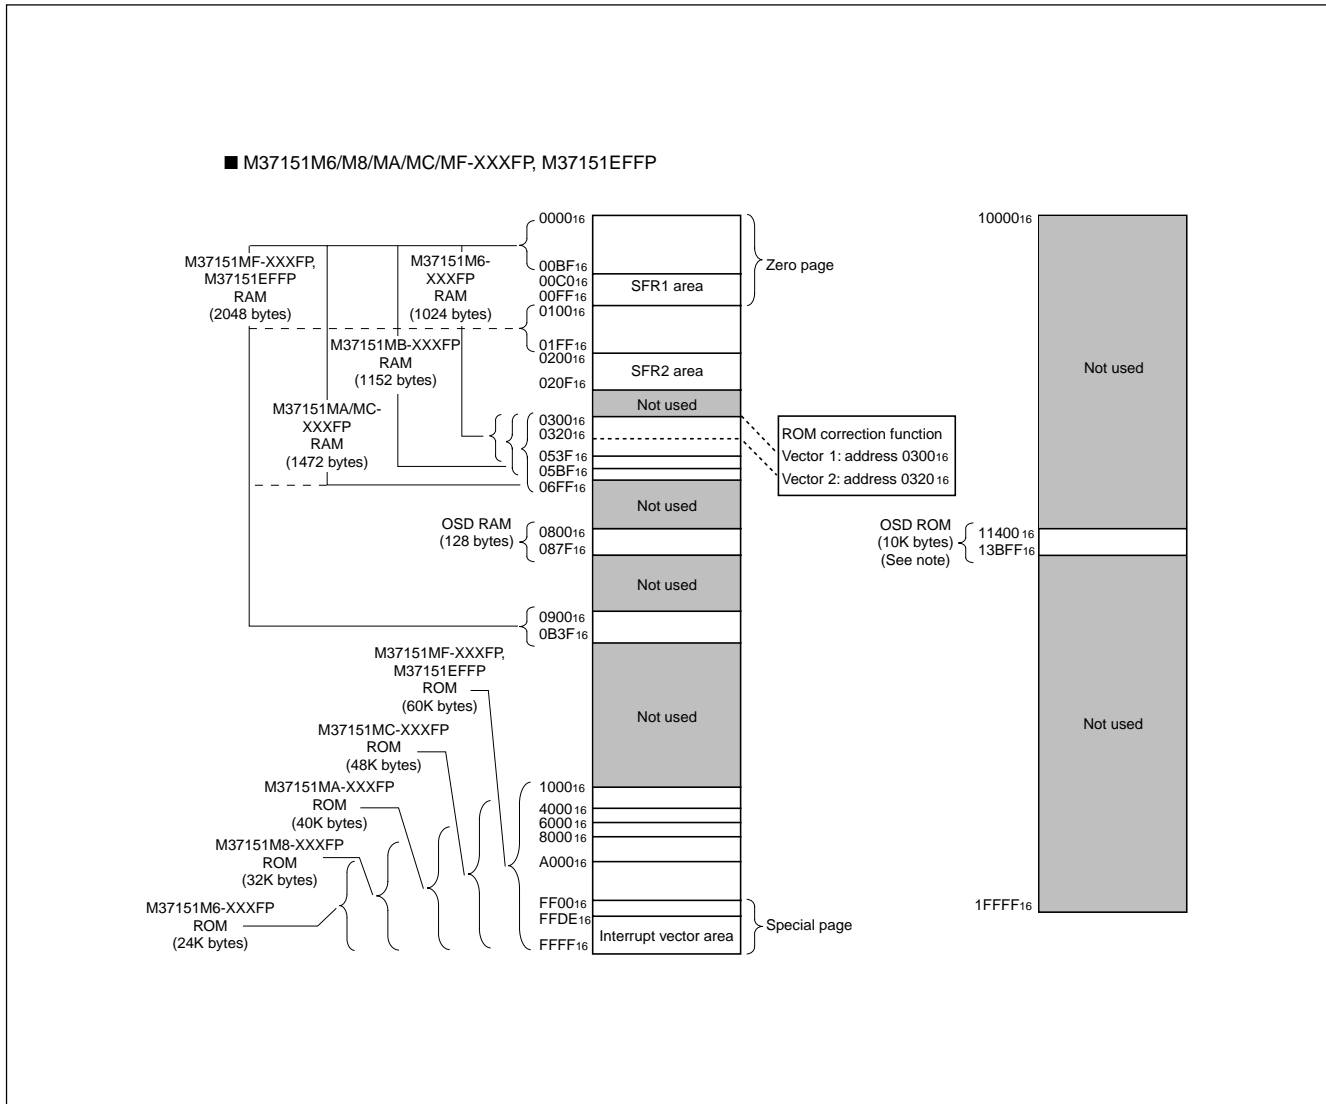 ■ M37151M6/M8/MA/MC/MF-XXXFP, M37151EFFP
M37151MF-XXXFP,
M37151EFFP
RAM
(2048 bytes)
M37151M6-
XXXFP
RAM
(1024 bytes)
M37151MB-XXXFP
RAM
(1152 bytes)
M37151MA/MC-
XXXFP
RAM
(1472 bytes)
OSD RAM
(128 bytes)
M37151MF-XXXFP,
M37151EFFP
ROM
(60K bytes)
M37151MC-XXXFP
ROM
(48K bytes)
M37151MA-XXXFP
ROM
(40K bytes)
M37151M8-XXXFP
ROM
(32K bytes)
M37151M6-XXXFP
ROM
(24K bytes)
000016
00BF16
00C016
00FF16
010016
01FF16
020016
020F16
030016
032016
053F16
05BF16
06FF16
080016
087F16
090016
0B3F16
100016
400016
600016
800016
A00016
FF0016
FFDE16
FFFF16
SFR1 area
SFR2 area
Not used
Not used
Not used
Not used
Interrupt vector area
Zero page
ROM correction function
Vector 1: address 030016
Vector 2: address 032016
Special page
1000016
Not used
OSD ROM
(10K bytes)
(See note)
1140016
13BFF16
Not used
1FFFF16